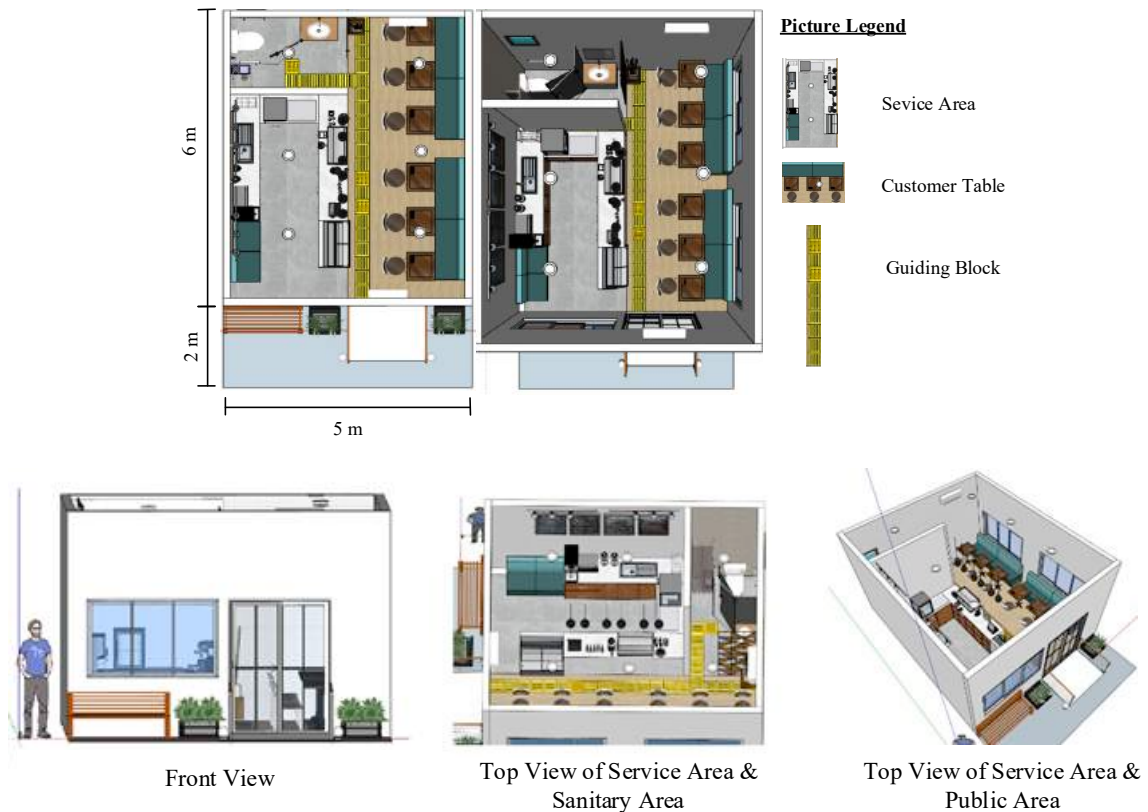 Picture Legend
Sevice Area
Customer Table
Guiding Block
6 m
2 m
5 m
Front View
Top View of Service Area &
Sanitary Area
Top View of Service Area &
Public Area